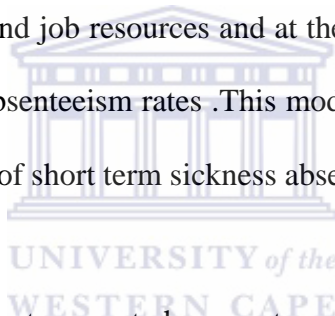 nd job resources and at the
bsenteeism rates .This mod
of short term sickness abse
UNIVERSITY of the
WESTERN CAPE